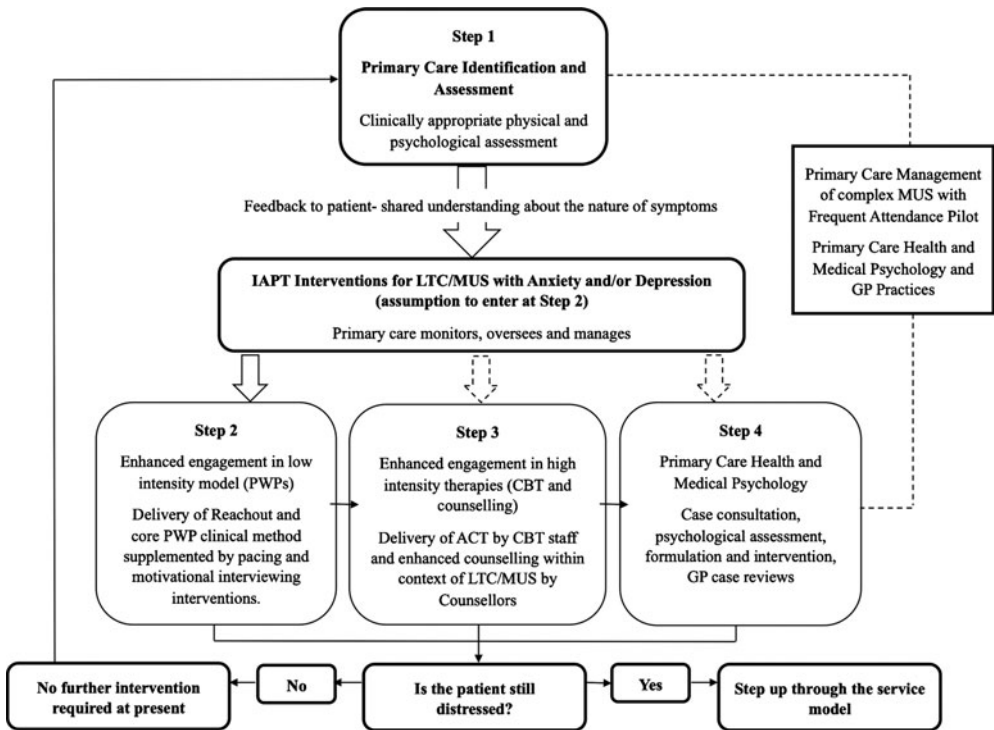 Step 1
Primary Care Identification and
Assessment
Clinically appropriate physical and
psychological assessment
Primary Care Management
of complex MUS with
Frequent Attendance Pilot
Primary Care Health and
Medical Psychology and
GP Practices
Feedback to patient- shared understanding about the nature of symptoms
IAPT Interventions for LTC/MUS with Anxiety and/or Depression
(assumption to enter at Step 2)
Primary care monitors, oversees and manages
Step 2
Enhanced engagement in low
intensity model (PWPs)
Delivery of Reachout and
core PWP clinical method
supplemented by pacing and
motivational interviewing
interventions.
Step 3
Enhanced engagement in high
intensity therapies (CBT and
counselling)
Delivery of ACT by CBT staff
and enhanced counselling within
context of LTC/MUS by
Counsellors
Step 4
Primary Care Health and
Medical Psychology
Case consultation,
psychological assessment,
formulation and intervention,
GP case reviews
No further intervention
required at present
No
Is the patient still
distressed?
Yes
Step up through the service
model